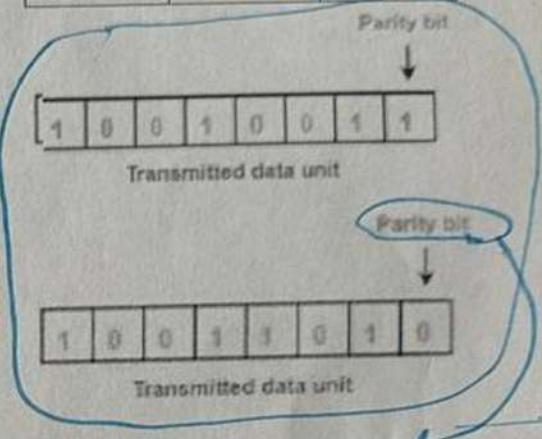 Parity bit
1 0 0 1 0 0 1 1
Transmitted data unit
Parity bit
1 0 0 1 1 0 1 0
Transmitted data unit